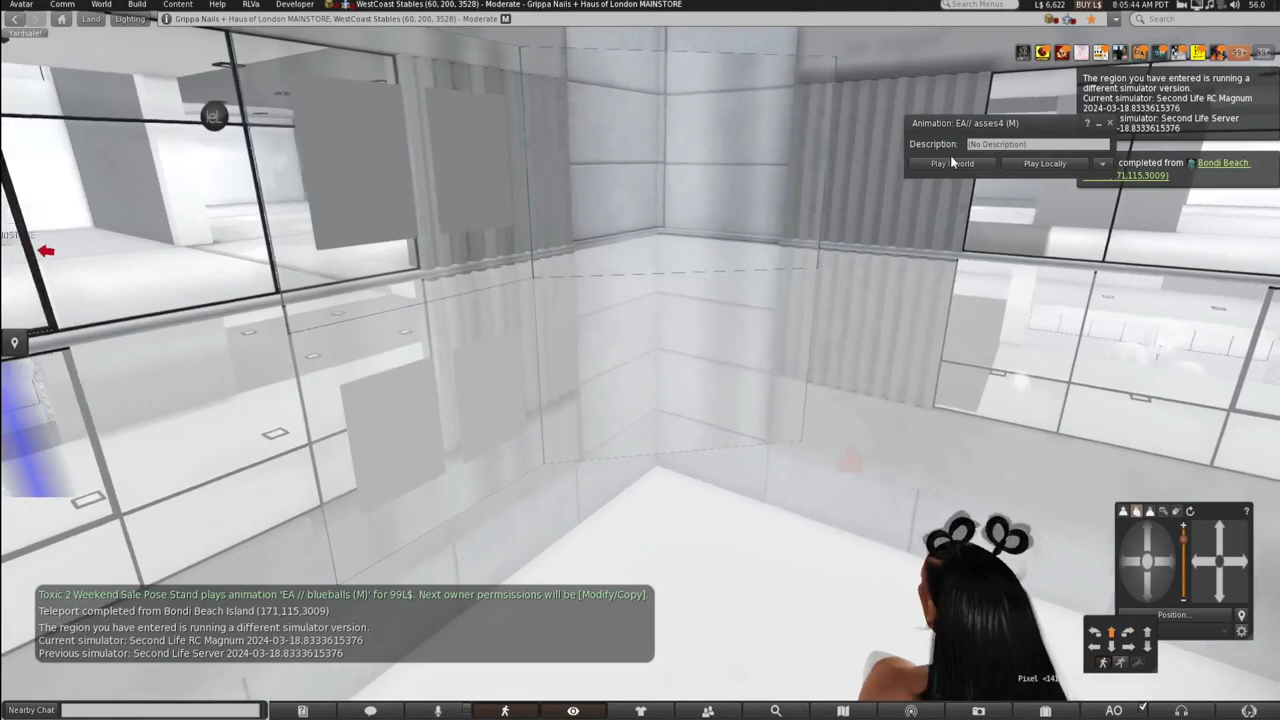 Avatar Comm World Build Content Help RLVa Developer WestCoast Stables (60, 200, 3528) - Moderate - Grippa Nails + Haus of London MAINSTORE Search Menus L$ 6,622 BUY L$ 8:05:44 AM PDT 56.0
Land Lighting Grippa Nails + Haus of London MAINSTORE, WestCoast Stables (60, 200, 3528) - Moderate M Search
Yardsale!
The region you have entered is running a
different simulator version.
Current simulator: Second Life RC Magnum
2024-03-18.8333615376
simulator: Second Life Server
-18.8333615376
Animation: EA// asses4 (M) ?
Description: (No Description)
Play Locally
completed from Bondi Beach
71,115,3009)
Toxic 2 Weekend Sale Pose Stand plays animation 'EA // blueballs (M)' for 99L$. Next owner permsissions will be [Modify/Copy].
Teleport completed from Bondi Beach Island (171,115,3009)
The region you have entered is running a different simulator version.
Current simulator: Second Life RC Magnum 2024-03-18.8333615376
Previous simulator: Second Life Server 2024-03-18.8333615376
Position...
Pixel <141
Nearby Chat AO